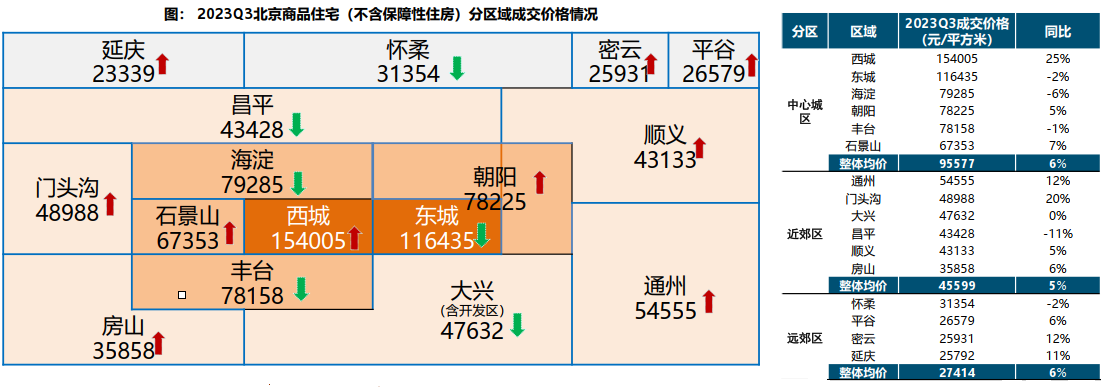 图： 2023Q3北京商品住宅（不含保障性住房）分区域成交价格情况
延庆
23339
怀柔
31354
密云
25931
平谷
26579
昌平
43428
顺义
43133
海淀
79285
朝阳
78225
门头沟
48988
石景山
67353
西城
154005
东城
116435
丰台
78158
大兴
(含开发区)
47632
通州
54555
房山
35858
分区 区域 2023Q3成交价格（元/平方米） 同比
中心城区
西城 154005 25%
东城 116435 -2%
海淀 79285 -6%
朝阳 78225 5%
丰台 78158 -1%
石景山 67353 7%
整体均价 95577 6%
近郊区
通州 54555 12%
门头沟 48988 20%
大兴 47632 0%
昌平 43428 -11%
顺义 43133 5%
房山 35858 6%
整体均价 45599 5%
远郊区
怀柔 31354 -2%
平谷 26579 6%
密云 25931 12%
延庆 25792 11%
整体均价 27414 6%